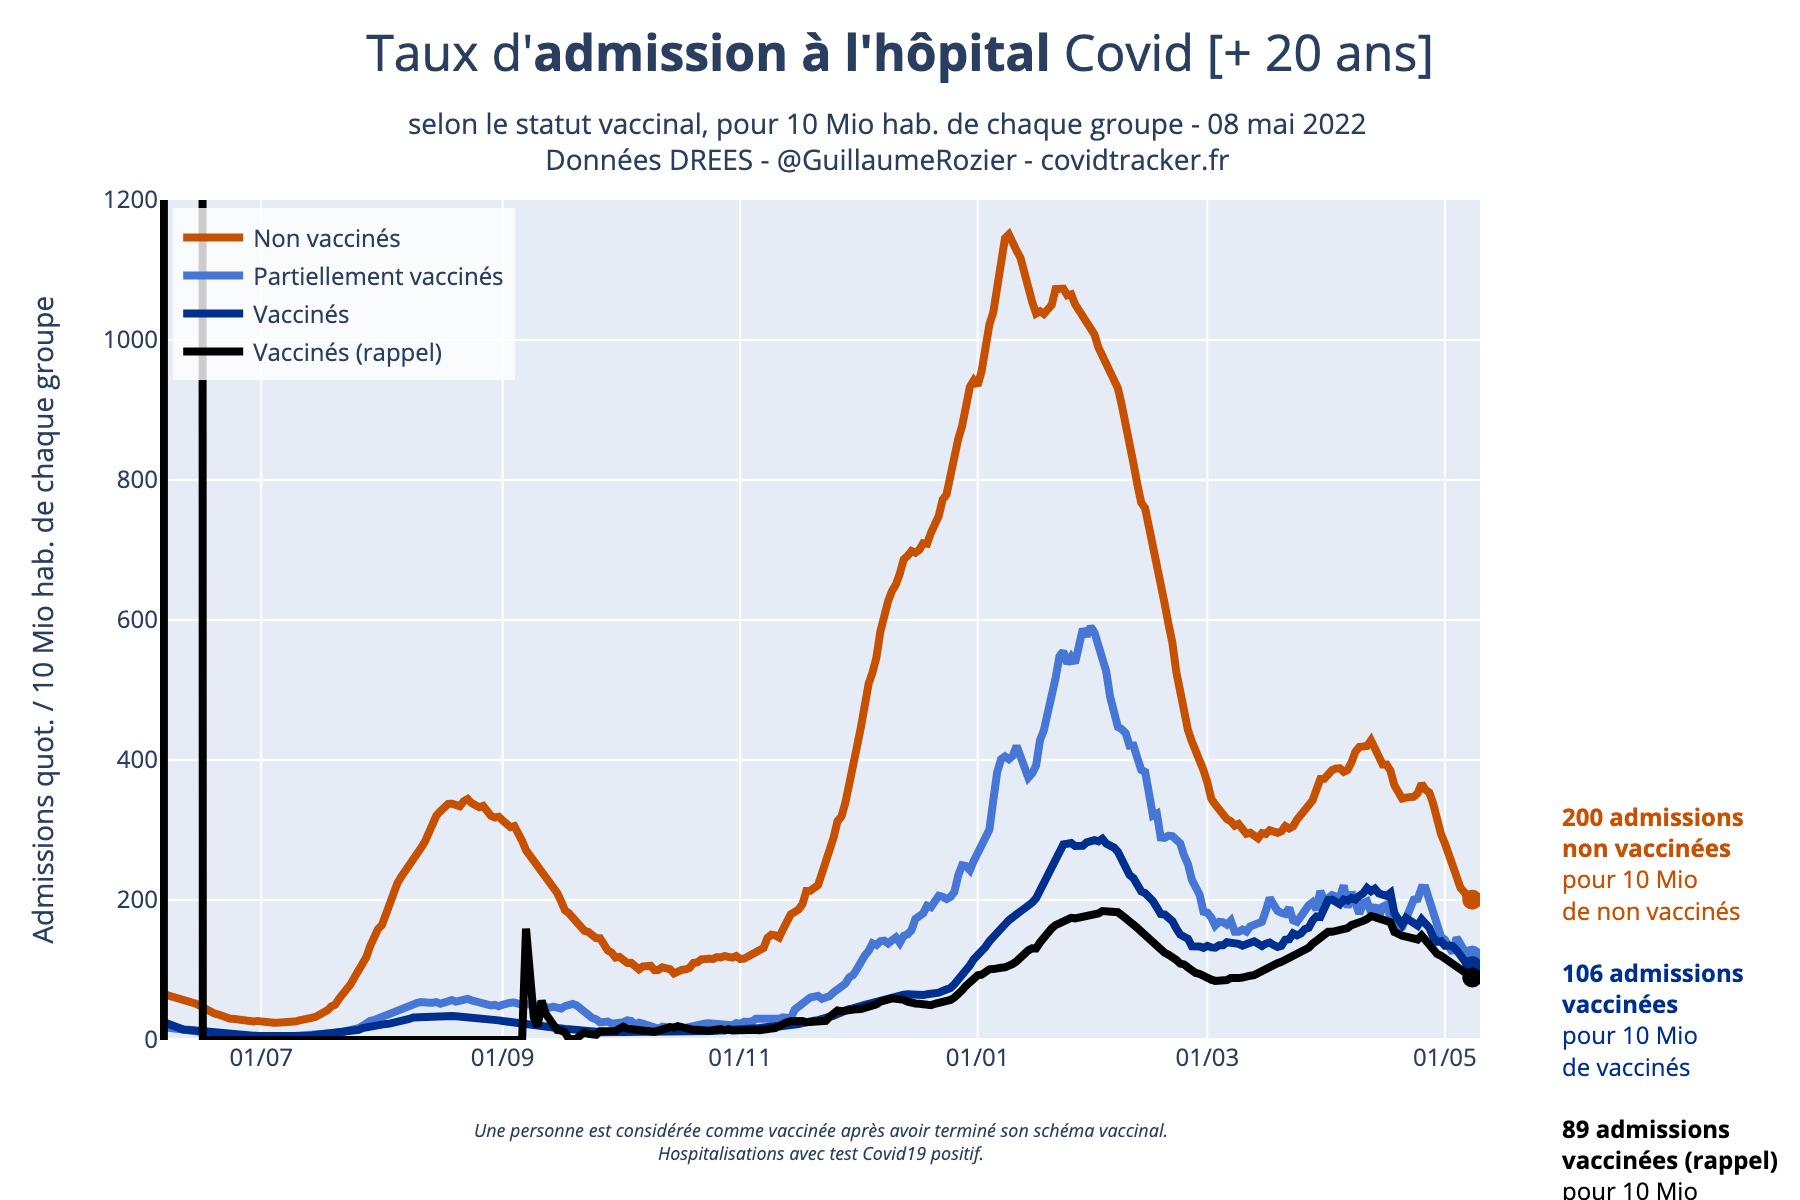 Taux d'admission à l'hôpital Covid [+ 20 ans]
selon le statut vaccinal, pour 10 Mio hab. de chaque groupe - 08 mai 2022
Données DREES - @GuillaumeRozier - covidtracker.fr
Admissions quot. / 10 Mio hab. de chaque groupe
1200
1000
800
600
400
200
0
Non vaccinés
Partiellement vaccinés
Vaccinés
Vaccinés (rappel)
01/07
01/09
01/11
01/01
01/03
01/05
200 admissions
non vaccinées
pour 10 Mio
de non vaccinés
106 admissions
vaccinées
pour 10 Mio
de vaccinés
89 admissions
vaccinées (rappel)
pour 10 Mio
Une personne est considérée comme vaccinée après avoir terminé son schéma vaccinal.
Hospitalisations avec test Covid19 positif.